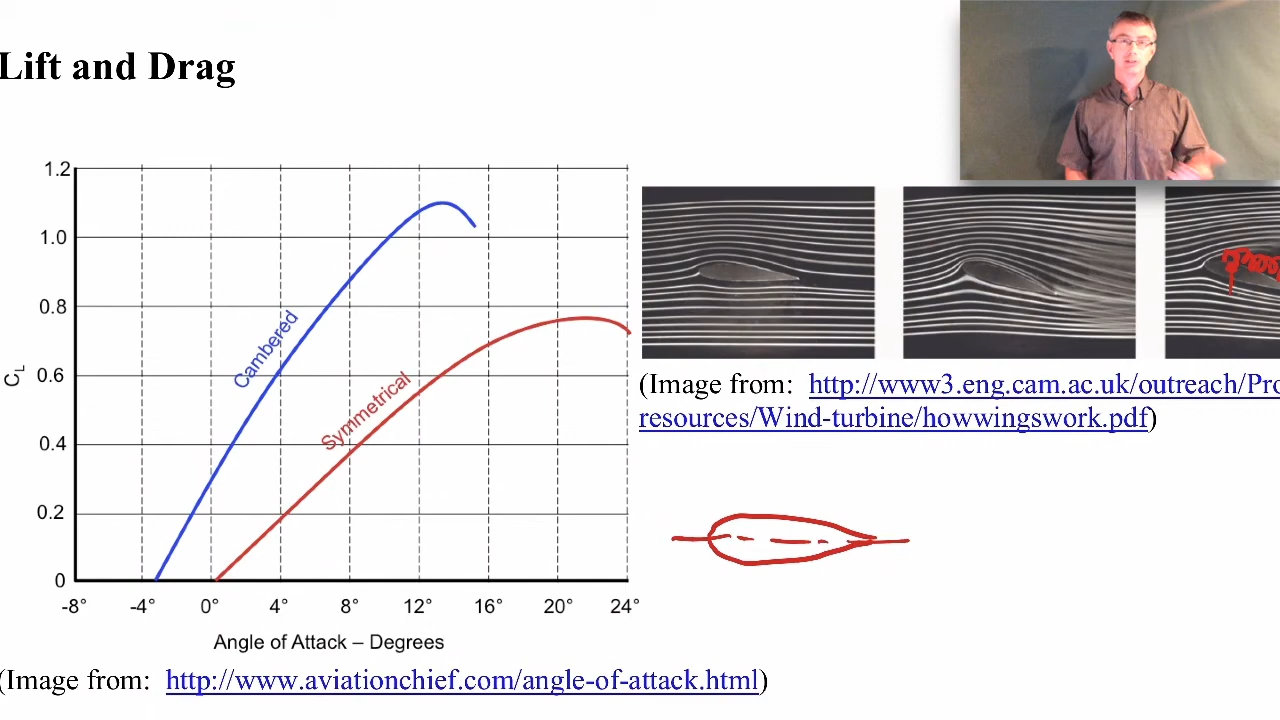 Lift and Drag
1.2
1.0
0.8
0.6
0.4
0.2
0
C_L
Cambered
Symmetrical
-8° -4° 0° 4° 8° 12° 16° 20° 24°
Angle of Attack – Degrees
(Image from: http://www.aviationchief.com/angle-of-attack.html)
(Image from: http://www3.eng.cam.ac.uk/outreach/Pro
resources/Wind-turbine/howwingswork.pdf)